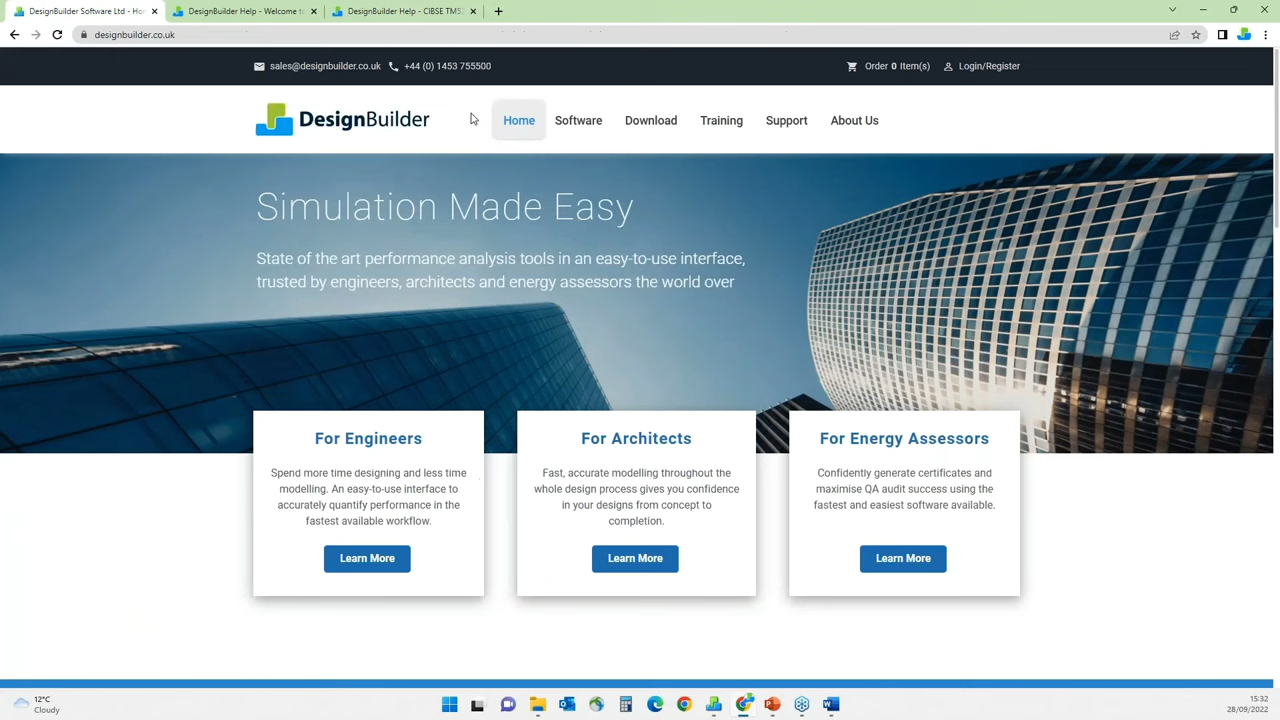 DesignBuilder Software Ltd - Ho
DesignBuilder Help - Welcome to
DesignBuilder Help - CIBSE TM52
designbuilder.co.uk
sales@designbuilder.co.uk +44 (0) 1453 755500
Order 0 Item(s) Login/Register
DesignBuilder
Home Software Download Training Support About Us
Simulation Made Easy
State of the art performance analysis tools in an easy-to-use interface,
trusted by engineers, architects and energy assessors the world over
For Engineers
Spend more time designing and less time
modelling. An easy-to-use interface to
accurately quantify performance in the
fastest available workflow.
Learn More
For Architects
Fast, accurate modelling throughout the
whole design process gives you confidence
in your designs from concept to
completion.
Learn More
For Energy Assessors
Confidently generate certificates and
maximise QA audit success using the
fastest and easiest software available.
Learn More
12°C
Cloudy
15:32
28/09/2022